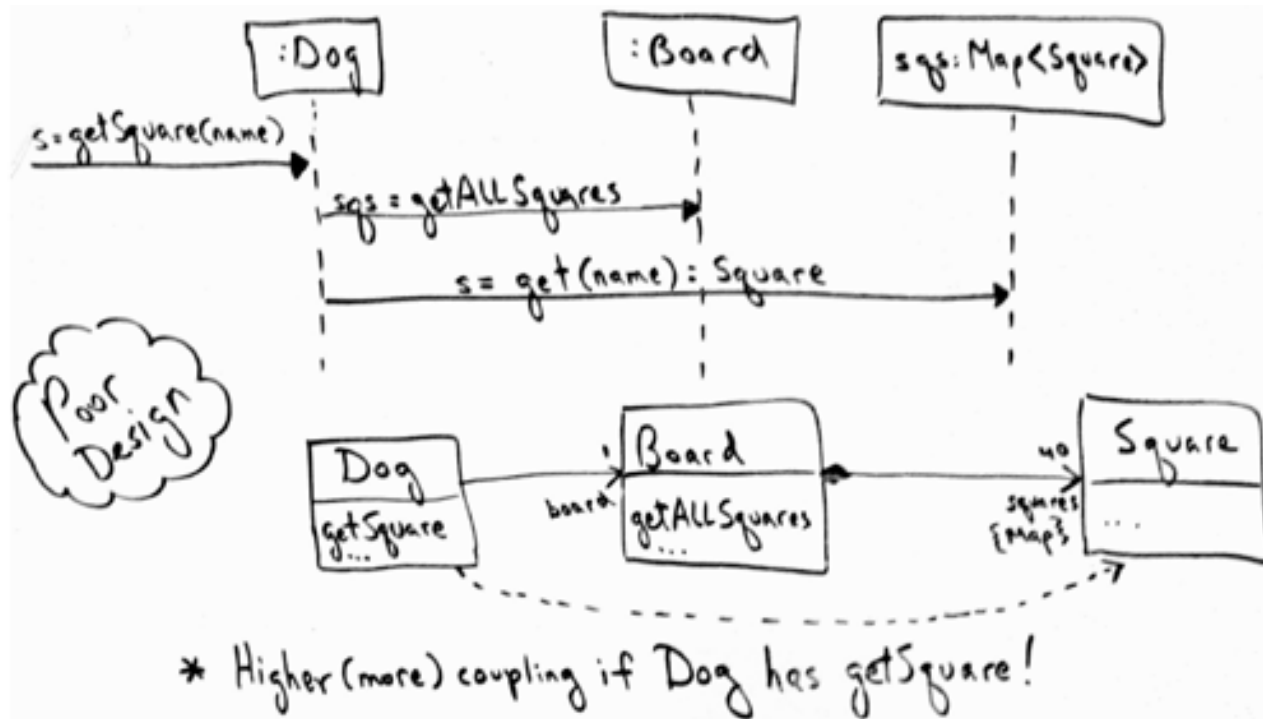 :Dog
:Board
sqs: Map<Square>
s=getSquare(name)
sqs = getALLSquares
s= get(name): Square
Poor
Design
Dog
getSquare
...
1
board
Board
getALLSquares
...
40
squares
{Map}
Square
...
* Higher (more) coupling if Dog has getSquare!